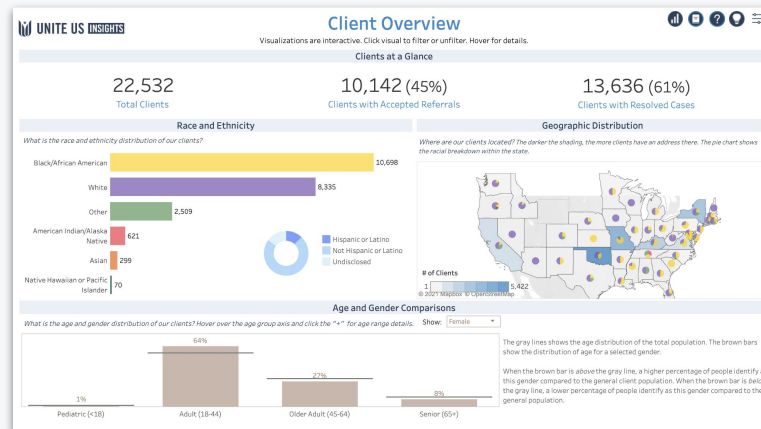 UNITE US INSIGHTS
Client Overview
Visualizations are interactive. Click visual to filter or unfilter. Hover for details.
Clients at a Glance
22,532
Total Clients
10,142 (45%)
Clients with Accepted Referrals
13,636 (61%)
Clients with Resolved Cases
Race and Ethnicity
What is the race and ethnicity distribution of our clients?
Black/African American
10,698
White
8,335
Other
2,509
American Indian/Alaska
Native
621
Asian
299
Native Hawaiian or Pacific
Islander
70
Hispanic or Latino
Not Hispanic or Latino
Undisclosed
Geographic Distribution
Where are our clients located? The darker the shading, the more clients have an address there. The pie chart shows
the racial breakdown within the state.
# of Clients
1
5,422
© 2021 Mapbox © OpenStreetMap
Age and Gender Comparisons
What is the age and gender distribution of our clients? Hover over the age group axis and click the "+" for age range details.
Show: Female
64%
27%
8%
1%
Pediatric (<18)
Adult (18-44)
Older Adult (45-64)
Senior (65+)
The gray lines shows the age distribution of the total population. The brown bars
show the distribution of age for a selected gender.
When the brown bar is above the gray line, a higher percentage of people identify a
this gender compared to the general client population. When the brown bar is belo
the gray line, a lower percentage of people identify as this gender compared to the
general population.